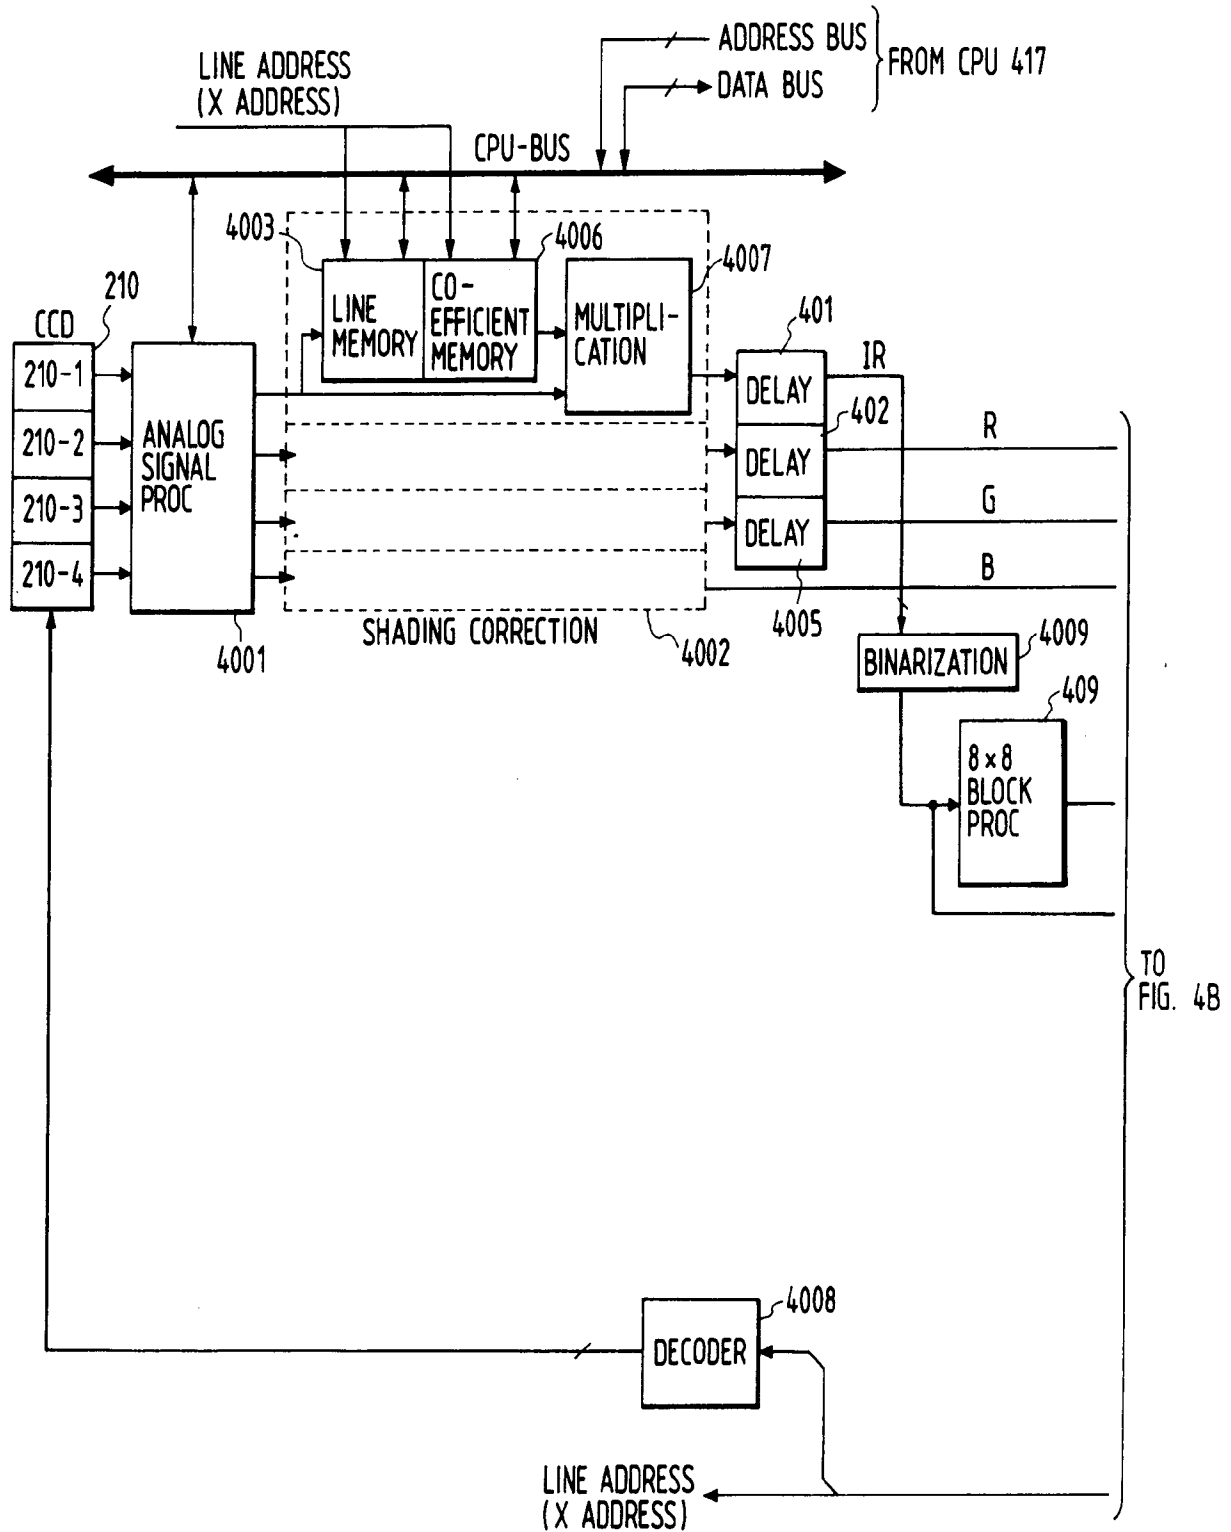 ADDRESS BUS
DATA BUS
FROM CPU 417
LINE ADDRESS
(X ADDRESS)
CPU-BUS
4003
4006
4007
210
CCD
210-1
210-2
210-3
210-4
ANALOG
SIGNAL
PROC
4001
LINE
MEMORY
CO-
EFFICIENT
MEMORY
MULTIPLI-
CATION
401
DELAY
402
DELAY
DELAY
4005
IR
R
G
B
SHADING CORRECTION
4002
BINARIZATION
4009
409
8×8
BLOCK
PROC
TO
FIG. 4B
4008
DECODER
LINE ADDRESS
(X ADDRESS)